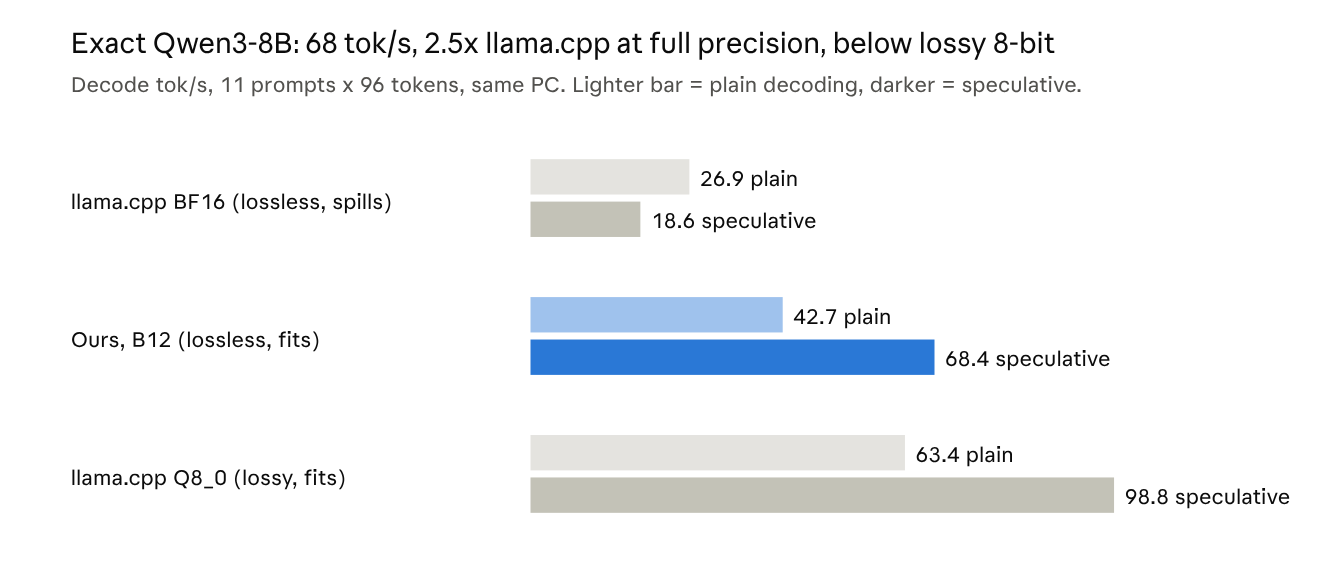 Exact Qwen3-8B: 68 tok/s, 2.5x llama.cpp at full precision, below lossy 8-bit
Decode tok/s, 11 prompts x 96 tokens, same PC. Lighter bar = plain decoding, darker = speculative.
26.9 plain
llama.cpp BF16 (lossless, spills)
18.6 speculative
42.7 plain
Ours, B12 (lossless, fits)
68.4 speculative
63.4 plain
llama.cpp Q8_0 (lossy, fits)
98.8 speculative